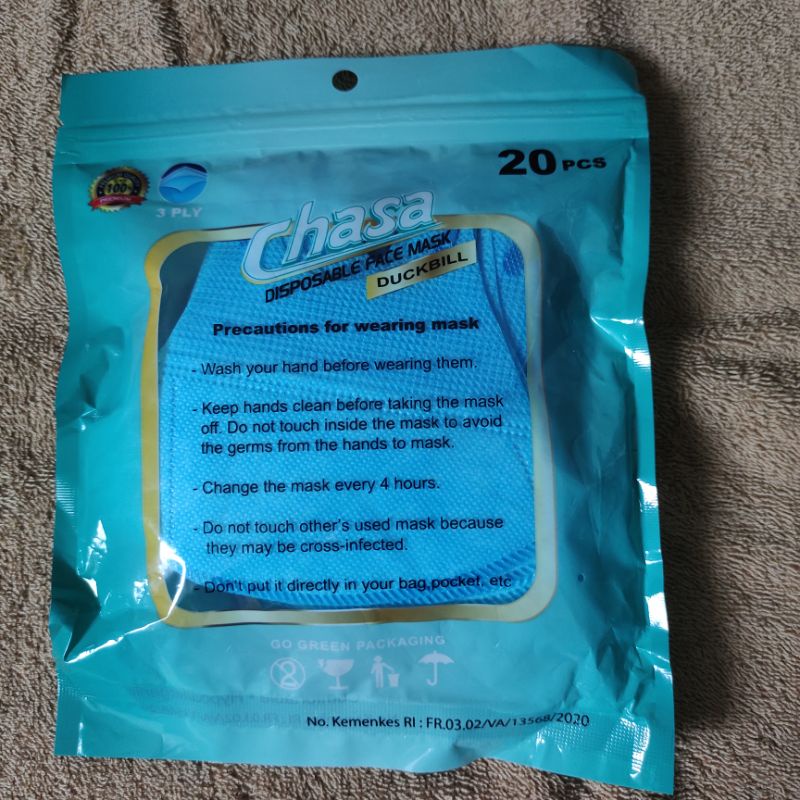 20 PCS
100%
3 PLY
Chasa
DISPOSABLE FACE MASK
DUCKBILL
Precautions for wearing mask
- Wash your hand before wearing them.
- Keep hands clean before taking the mask
off. Do not touch inside the mask to avoid
the germs from the hands to mask.
- Change the mask every 4 hours.
- Do not touch other's used mask because
they may be cross-infected.
- Don't put it directly in your bag,pocket, etc
GO GREEN PACKAGING
2
No. Kemenkes RI : FR.03.02/VA/13568/2020